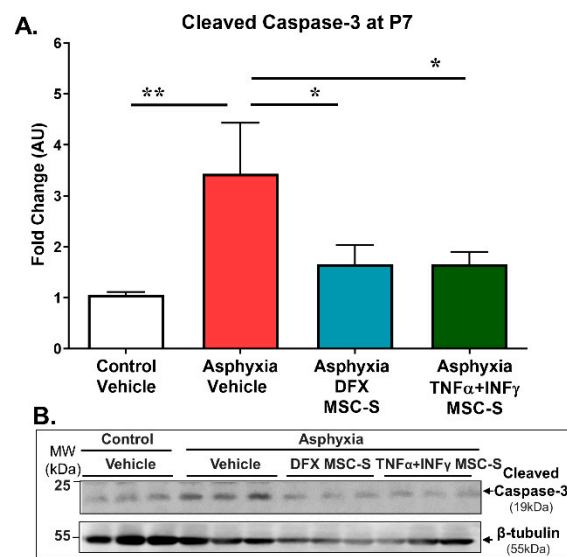 A.
Cleaved Caspase-3 at P7
Fold Change (AU)
6
5
4
3
2
1
0
**
*
*
Control
Vehicle
Asphyxia
Vehicle
Asphyxia
DFX
MSC-S
Asphyxia
TNFα+INFγ
MSC-S
B.
MW
(kDa)
Control
Asphyxia
Vehicle
Vehicle
DFX MSC-S
TNFα+INFγ MSC-S
25
Cleaved
Caspase-3
(19kDa)
55
β-tubulin
(55kDa)